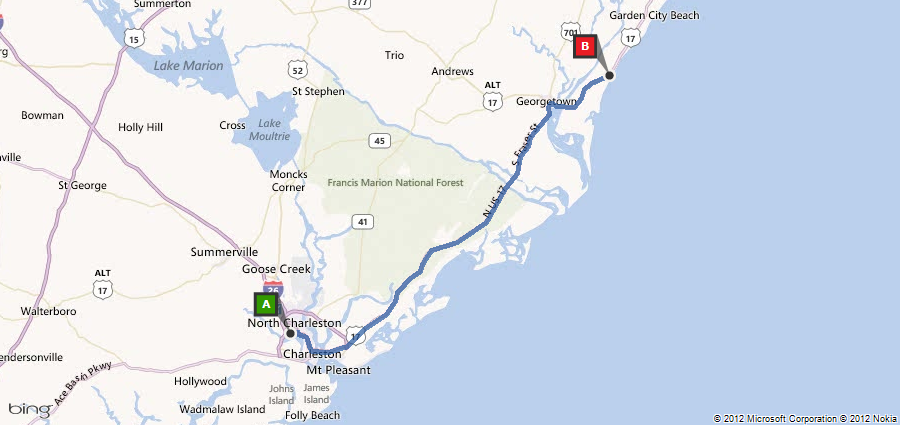 Summerton
377
Garden City Beach
15
Lake Marion
Trio
701
B
17
52
Andrews
St Stephen
ALT
17
Georgetown
Bowman
Holly Hill
Cross
Lake
Moultrie
45
S Fraser St
St George
Moncks
Corner
Francis Marion National Forest
N US 17
41
Summerville
Goose Creek
ALT
17
26
A
Walterboro
North Charleston
17
Charleston
Mt Pleasant
endersonville
Ace Basin Pkwy
Hollywood
Johns
Island
James
Island
Wadmalaw Island
Folly Beach
bing
© 2012 Microsoft Corporation © 2012 Nokia